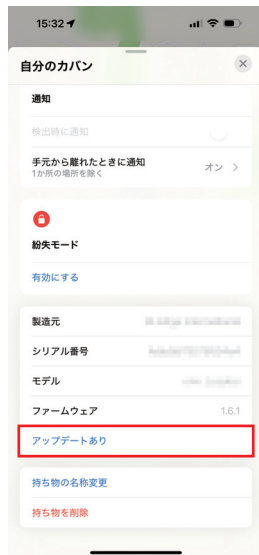 15:32
自分のカバン
通知
検出時に通知
手元から離れたときに通知
1か所の場所を除く
オン
紛失モード
有効にする
製造元
シリアル番号
モデル
ファームウェア 1.6.1
アップデートあり
持ち物の名称変更
持ち物を削除